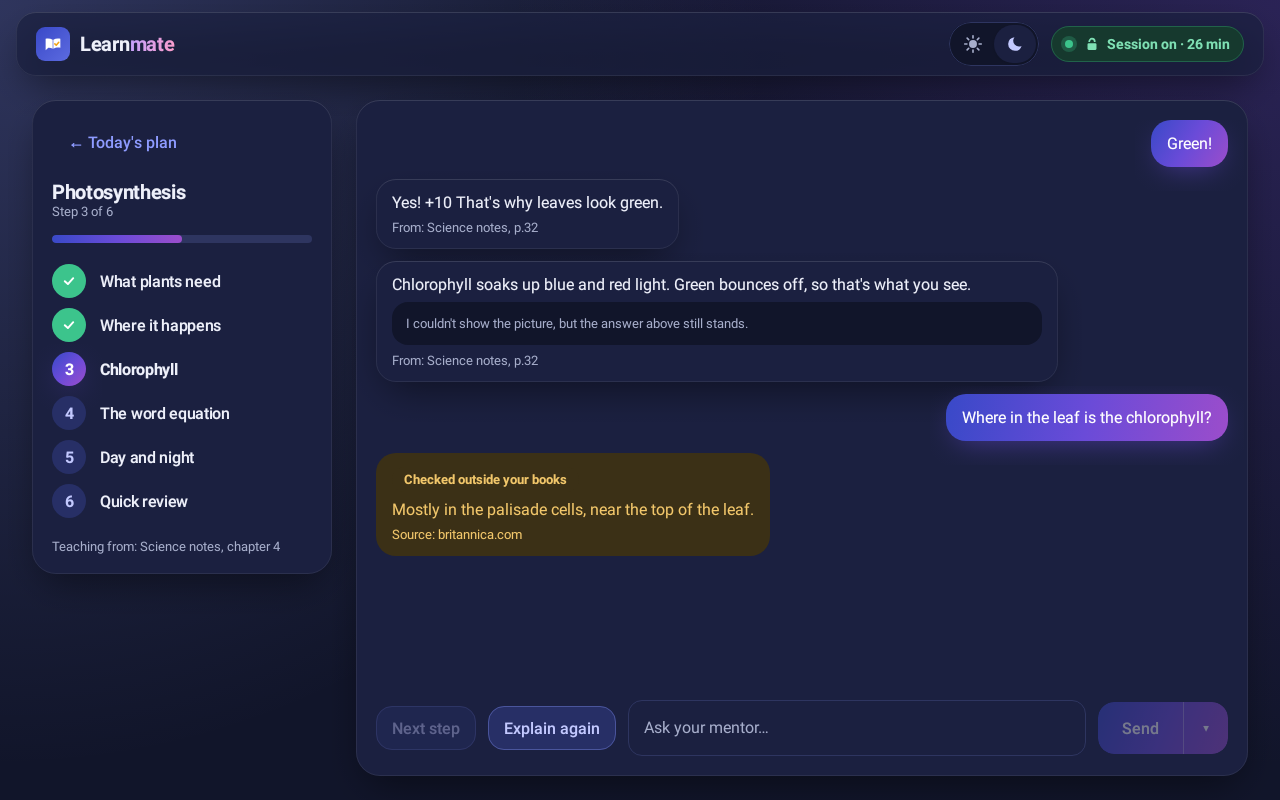 Learnmate
Session on · 26 min
← Today's plan
Photosynthesis
Step 3 of 6
What plants need
Where it happens
3 Chlorophyll
4 The word equation
5 Day and night
6 Quick review
Teaching from: Science notes, chapter 4
Green!
Yes! +10 That's why leaves look green.
From: Science notes, p.32
Chlorophyll soaks up blue and red light. Green bounces off, so that's what you see.
I couldn't show the picture, but the answer above still stands.
From: Science notes, p.32
Where in the leaf is the chlorophyll?
Checked outside your books
Mostly in the palisade cells, near the top of the leaf.
Source: britannica.com
Next step
Explain again
Ask your mentor…
Send